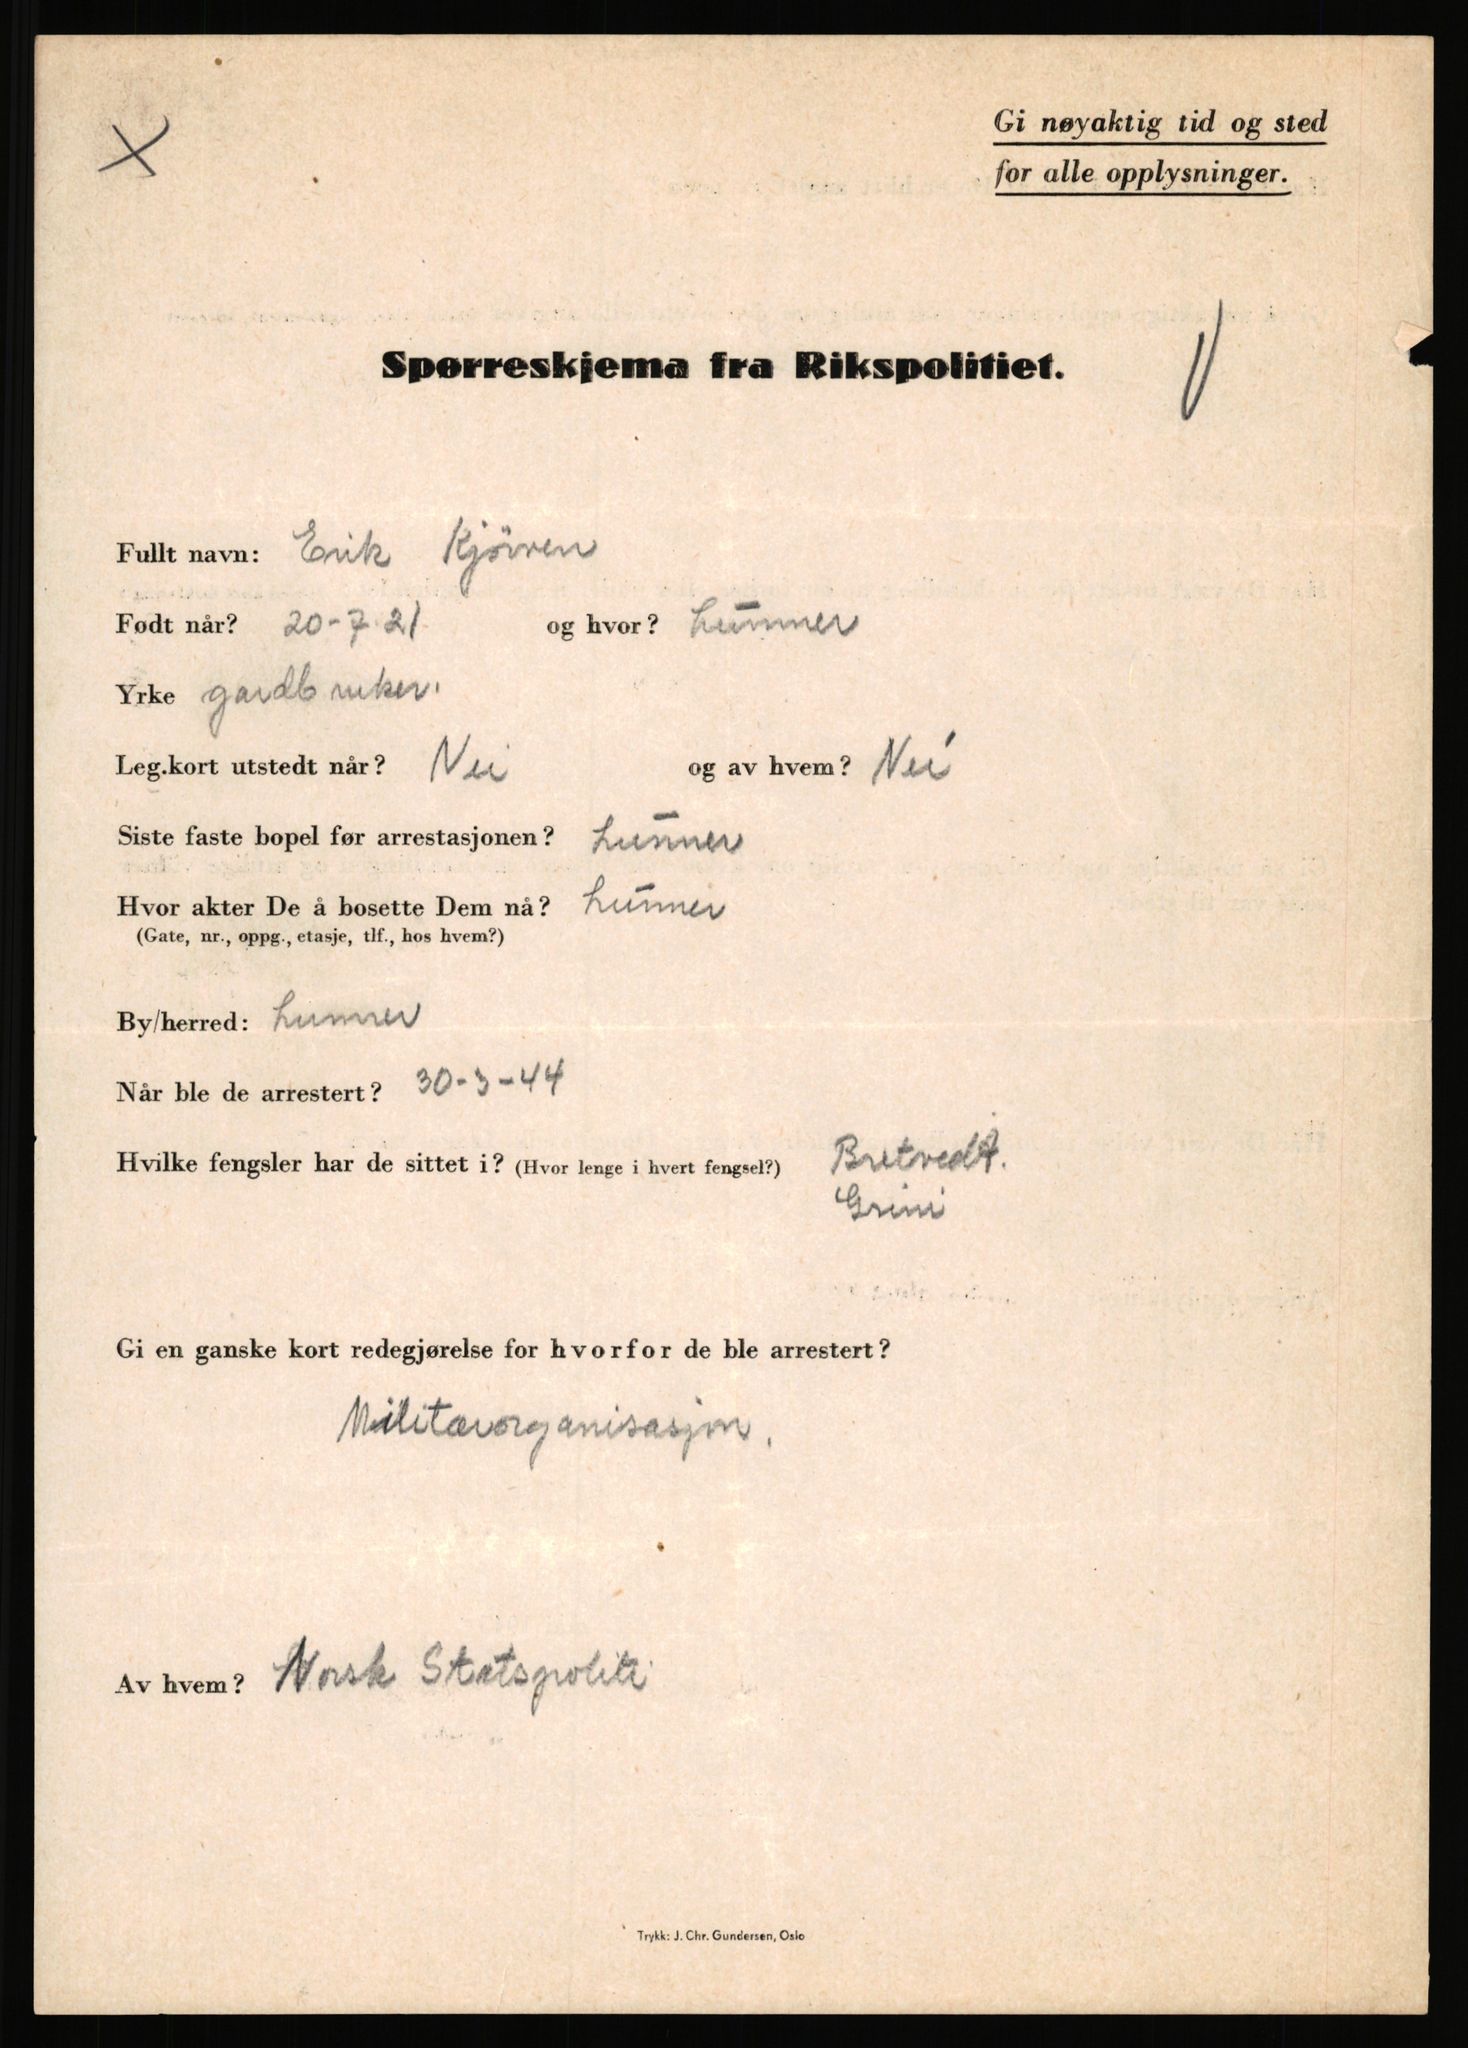 Gi nøyaktig tid og sted
for alle opplysninger.
Spørreskjema fra Rikspolitiet.
Fullt navn: Erik Kjörven
Født når? 20-7 21 og hvor? Lunner
Yrke gardbruker.
Leg.kort utstedt når? Nei og av hvem? Nei
Siste faste bopel før arrestasjonen? Lunner
Hvor akter De å bosette Dem nå? Lunner
(Gate, nr., oppg., etasje, tlf., hos hvem?)
By/herred: Lunner
Når ble de arrestert? 30-3-44
Hvilke fengsler har de sittet i? (Hvor lenge i hvert fengsel?) Bretvedt.
Grini
Gi en ganske kort redegjørelse for hvorfor de ble arrestert?
Militærorganisasjon.
Av hvem? Norsk Statspoliti
Trykk: J. Chr. Gundersen, Oslo